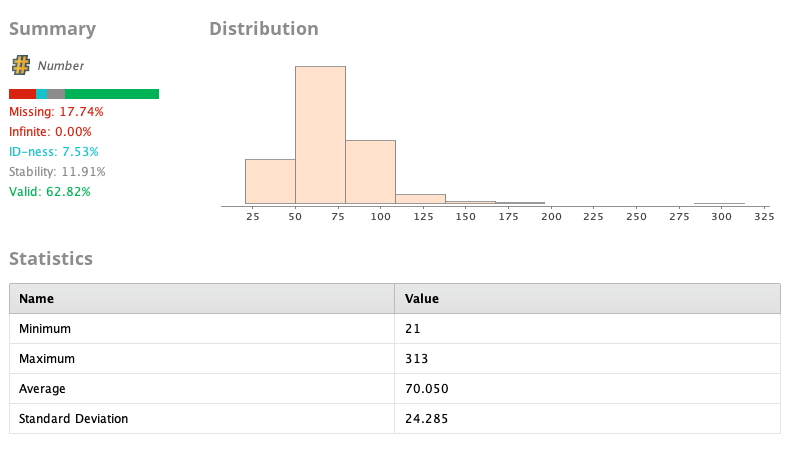 Summary
Distribution
# Number
Missing: 17.74%
Infinite: 0.00%
ID-ness: 7.53%
Stability: 11.91%
Valid: 62.82%
25 50 75 100 125 150 175 200 225 250 275 300 325
Statistics
Name Value
Minimum 21
Maximum 313
Average 70.050
Standard Deviation 24.285